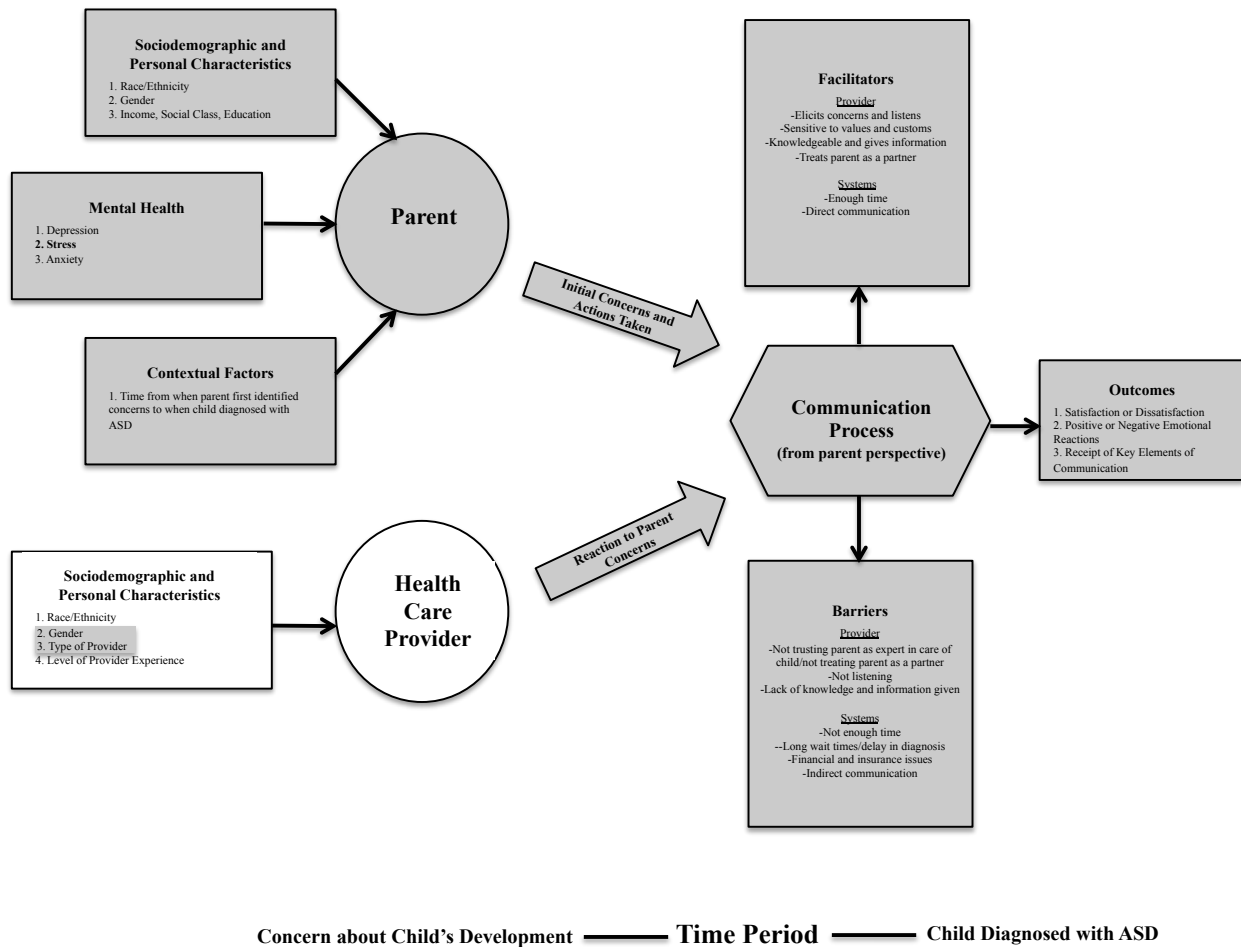 Sociodemographic and
Personal Characteristics
1. Race/Ethnicity
2. Gender
3. Income, Social Class, Education
Mental Health
1. Depression
2. Stress
3. Anxiety
Contextual Factors
1. Time from when parent first identified
concerns to when child diagnosed with
ASD
Parent
Initial Concerns and
Actions Taken
Sociodemographic and
Personal Characteristics
1. Race/Ethnicity
2. Gender
3. Type of Provider
4. Level of Provider Experience
Health
Care
Provider
Reaction to Parent
Concerns
Facilitators
Provider
-Elicits concerns and listens
-Sensitive to values and customs
-Knowledgeable and gives information
-Treats parent as a partner
Systems
-Enough time
-Direct communication
Communication
Process
(from parent perspective)
Outcomes
1. Satisfaction or Dissatisfaction
2. Positive or Negative Emotional
Reactions
3. Receipt of Key Elements of
Communication
Barriers
Provider
-Not trusting parent as expert in care of
child/not treating parent as a partner
-Not listening
-Lack of knowledge and information given
Systems
-Not enough time
--Long wait times/delay in diagnosis
-Financial and insurance issues
-Indirect communication
Concern about Child's Development Time Period Child Diagnosed with ASD